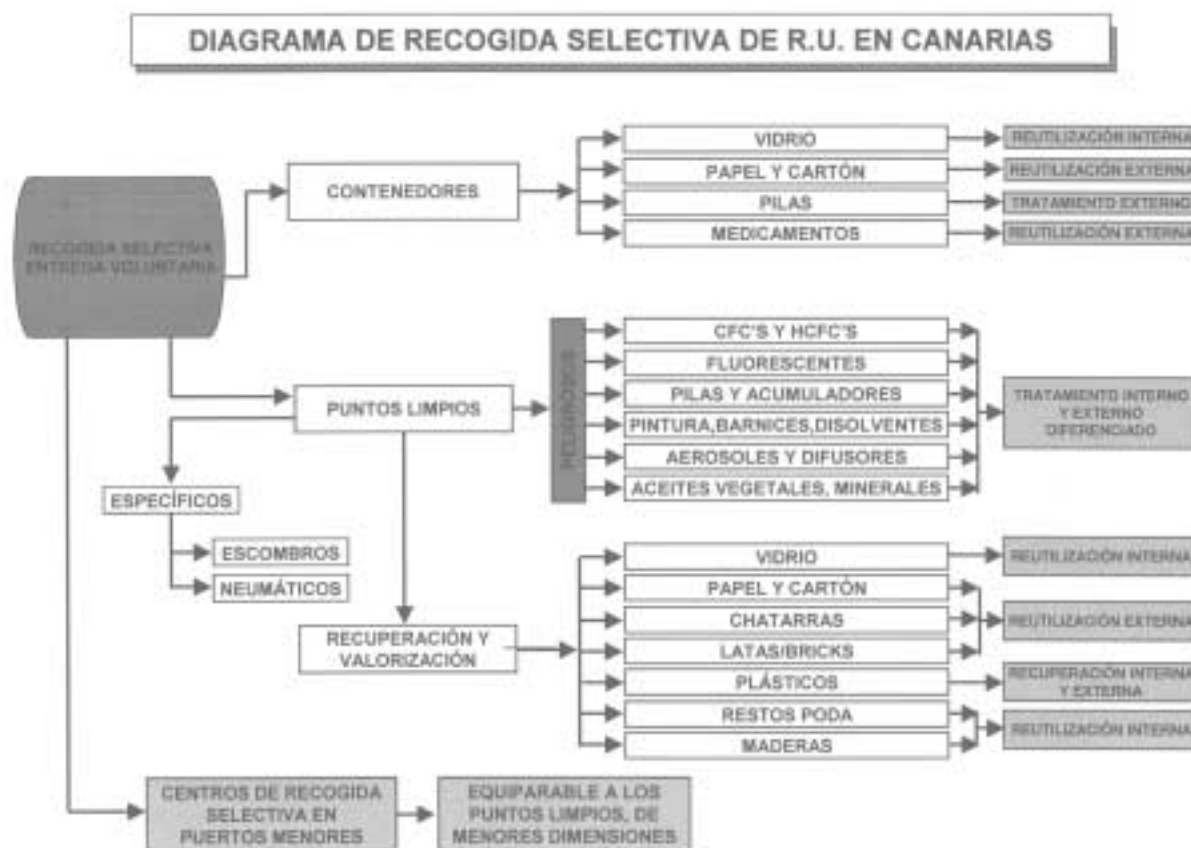 DIAGRAMA DE RECOGIDA SELECTIVA DE R.U. EN CANARIAS
RECOGIDA SELECTIVA
ENTREGA VOLUNTARIA
CONTENEDORES
VIDRIO
REUTILIZACIÓN INTERNA
PAPEL Y CARTÓN
REUTILIZACIÓN EXTERNA
PILAS
TRATAMIENTO EXTERNO
MEDICAMENTOS
REUTILIZACIÓN EXTERNA
PUNTOS LIMPIOS
PELIGROSOS
CFC'S Y HCFC'S
FLUORESCENTES
PILAS Y ACUMULADORES
PINTURA,BARNICES,DISOLVENTES
AEROSOLES Y DIFUSORES
ACEITES VEGETALES, MINERALES
TRATAMIENTO INTERNO
Y EXTERNO
DIFERENCIADO
ESPECÍFICOS
ESCOMBROS
NEUMÁTICOS
RECUPERACIÓN Y
VALORIZACIÓN
VIDRIO
REUTILIZACIÓN INTERNA
PAPEL Y CARTÓN
CHATARRAS
LATAS/BRICKS
REUTILIZACIÓN EXTERNA
PLÁSTICOS
RECUPERACIÓN INTERNA
Y EXTERNA
RESTOS PODA
MADERAS
REUTILIZACIÓN INTERNA
CENTROS DE RECOGIDA
SELECTIVA EN
PUERTOS MENORES
EQUIPARABLE A LOS
PUNTOS LIMPIOS, DE
MENORES DIMENSIONES